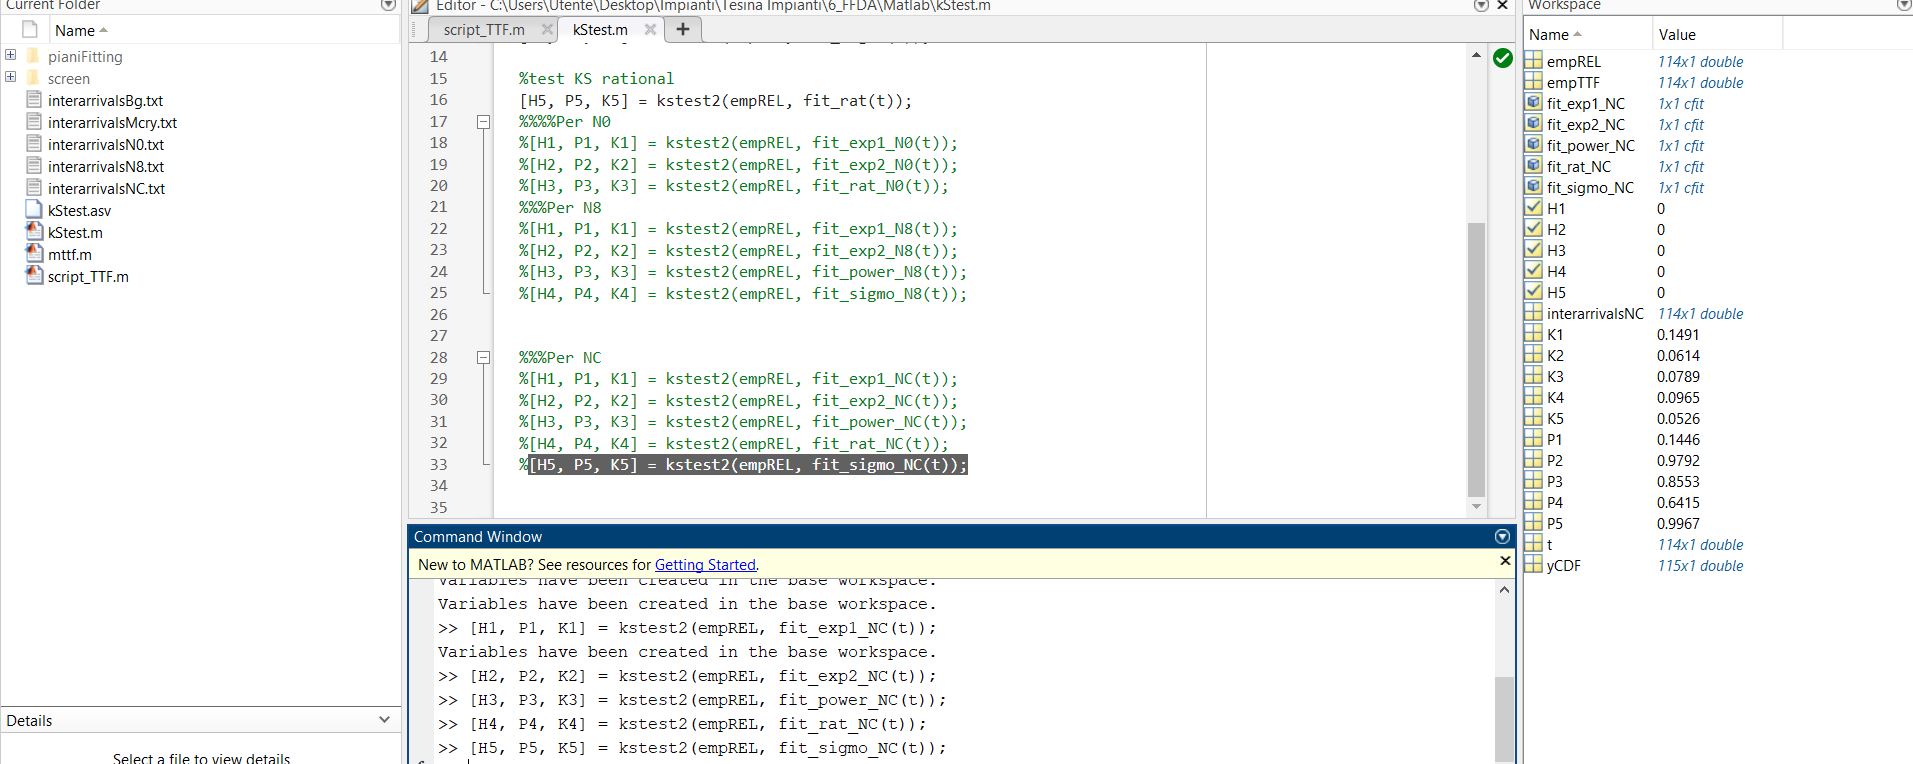 Current Folder
Name
pianiFitting
screen
interarrivalsBg.txt
interarrivalsMcry.txt
interarrivalsN0.txt
interarrivalsN8.txt
interarrivalsNC.txt
kStest.asv
kStest.m
mttf.m
script_TTF.m
Details
Select a file to view details
Editor - C:\Users\Utente\Desktop\Impianti\Tesina Impianti\6_FFDA\Matlab\kStest.m
script_TTF.m
kStest.m
14
15 %test KS rational
16 [H5, P5, K5] = kstest2(empREL, fit_rat(t));
17 %%%%Per N0
18 %[H1, P1, K1] = kstest2(empREL, fit_exp1_N0(t));
19 %[H2, P2, K2] = kstest2(empREL, fit_exp2_N0(t));
20 %[H3, P3, K3] = kstest2(empREL, fit_rat_N0(t));
21 %%%Per N8
22 %[H1, P1, K1] = kstest2(empREL, fit_exp1_N8(t));
23 %[H2, P2, K2] = kstest2(empREL, fit_exp2_N8(t));
24 %[H3, P3, K3] = kstest2(empREL, fit_power_N8(t));
25 %[H4, P4, K4] = kstest2(empREL, fit_sigmo_N8(t));
26
27
28 %%%Per NC
29 %[H1, P1, K1] = kstest2(empREL, fit_exp1_NC(t));
30 %[H2, P2, K2] = kstest2(empREL, fit_exp2_NC(t));
31 %[H3, P3, K3] = kstest2(empREL, fit_power_NC(t));
32 %[H4, P4, K4] = kstest2(empREL, fit_rat_NC(t));
33 %[H5, P5, K5] = kstest2(empREL, fit_sigmo_NC(t));
34
35
Command Window
New to MATLAB? See resources for Getting Started.
Variables have been created in the base workspace.
Variables have been created in the base workspace.
>> [H1, P1, K1] = kstest2(empREL, fit_exp1_NC(t));
Variables have been created in the base workspace.
>> [H2, P2, K2] = kstest2(empREL, fit_exp2_NC(t));
>> [H3, P3, K3] = kstest2(empREL, fit_power_NC(t));
>> [H4, P4, K4] = kstest2(empREL, fit_rat_NC(t));
>> [H5, P5, K5] = kstest2(empREL, fit_sigmo_NC(t));
Workspace
Name Value
empREL 114x1 double
empTTF 114x1 double
fit_exp1_NC 1x1 cfit
fit_exp2_NC 1x1 cfit
fit_power_NC 1x1 cfit
fit_rat_NC 1x1 cfit
fit_sigmo_NC 1x1 cfit
H1 0
H2 0
H3 0
H4 0
H5 0
interarrivalsNC 114x1 double
K1 0.1491
K2 0.0614
K3 0.0789
K4 0.0965
K5 0.0526
P1 0.1446
P2 0.9792
P3 0.8553
P4 0.6415
P5 0.9967
t 114x1 double
yCDF 115x1 double